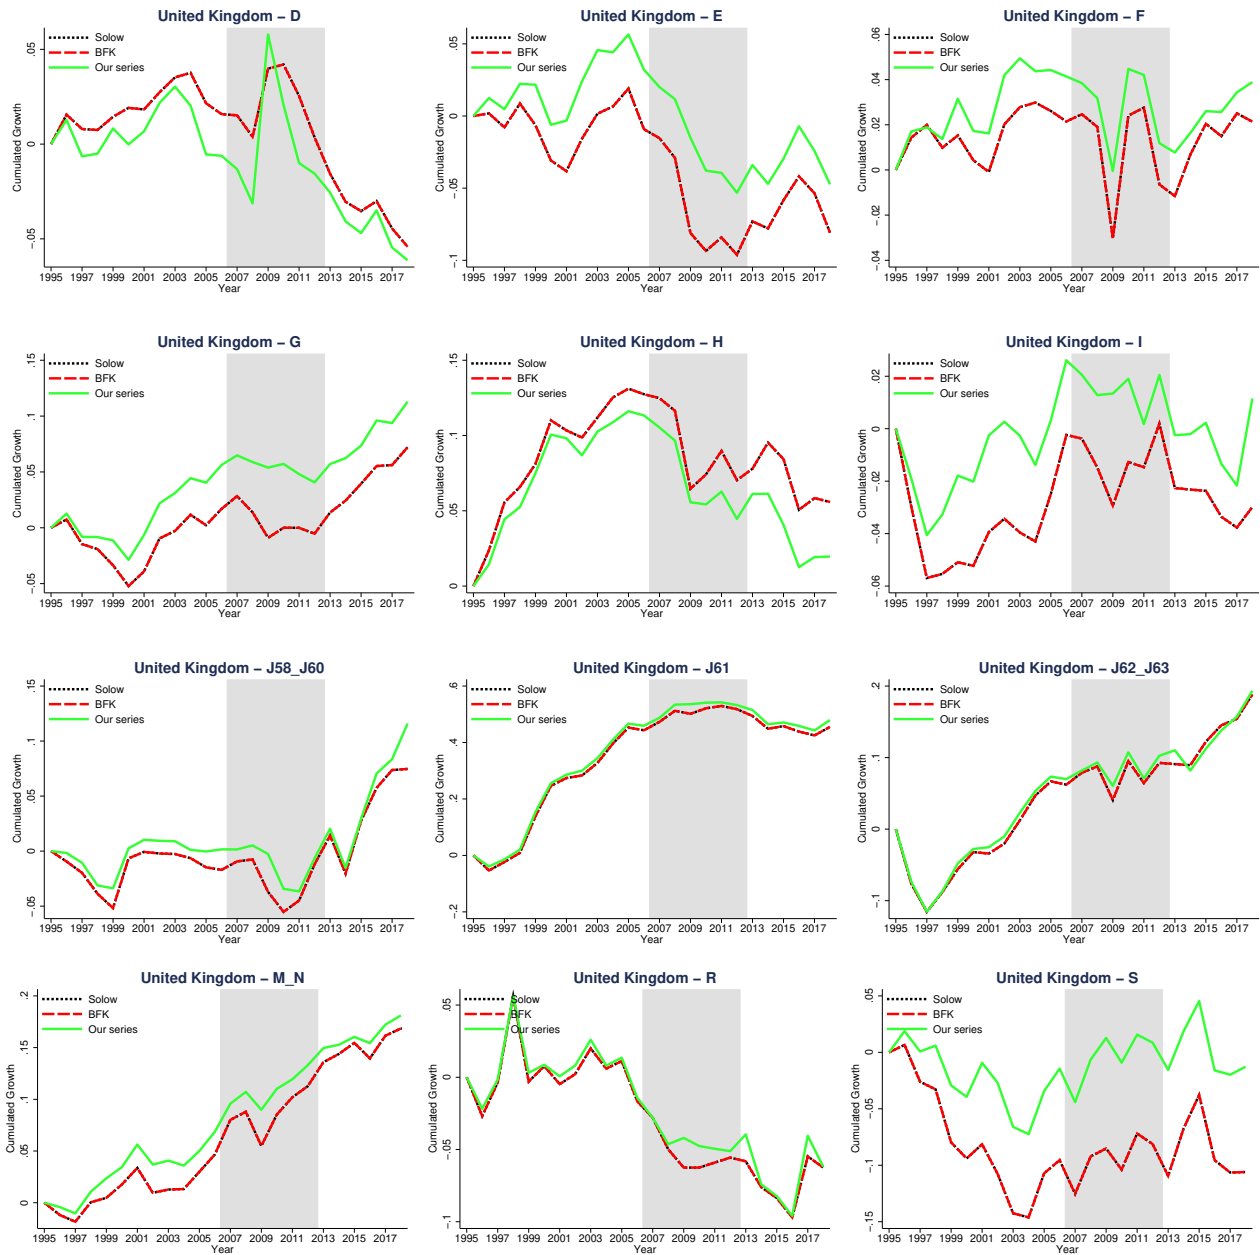 United Kingdom – D
Solow
BFK
Our series
Cumulated Growth
.05
0
-.05
1995 1997 1999 2001 2003 2005 2007 2009 2011 2013 2015 2017
Year
United Kingdom – E
Solow
BFK
Our series
Cumulated Growth
.05
0
-.05
-.1
1995 1997 1999 2001 2003 2005 2007 2009 2011 2013 2015 2017
Year
United Kingdom – F
Solow
BFK
Our series
Cumulated Growth
.06
.04
.02
0
-.02
-.04
1995 1997 1999 2001 2003 2005 2007 2009 2011 2013 2015 2017
Year
United Kingdom – G
Solow
BFK
Our series
Cumulated Growth
.15
.1
.05
0
-.05
1995 1997 1999 2001 2003 2005 2007 2009 2011 2013 2015 2017
Year
United Kingdom – H
Solow
BFK
Our series
Cumulated Growth
.15
.1
.05
0
1995 1997 1999 2001 2003 2005 2007 2009 2011 2013 2015 2017
Year
United Kingdom – I
Solow
BFK
Our series
Cumulated Growth
.02
0
-.02
-.04
-.06
1995 1997 1999 2001 2003 2005 2007 2009 2011 2013 2015 2017
Year
United Kingdom – J58_J60
Solow
BFK
Our series
Cumulated Growth
.15
.1
.05
0
-.05
1995 1997 1999 2001 2003 2005 2007 2009 2011 2013 2015 2017
Year
United Kingdom – J61
Solow
BFK
Our series
Cumulated Growth
.6
.4
.2
0
-.2
1995 1997 1999 2001 2003 2005 2007 2009 2011 2013 2015 2017
Year
United Kingdom – J62_J63
Solow
BFK
Our series
Cumulated Growth
.2
.1
0
-.1
1995 1997 1999 2001 2003 2005 2007 2009 2011 2013 2015 2017
Year
United Kingdom – M_N
Solow
BFK
Our series
Cumulated Growth
.2
.15
.1
.05
0
1995 1997 1999 2001 2003 2005 2007 2009 2011 2013 2015 2017
Year
United Kingdom – R
Solow
BFK
Our series
Cumulated Growth
.05
0
-.05
-.1
1995 1997 1999 2001 2003 2005 2007 2009 2011 2013 2015 2017
Year
United Kingdom – S
Solow
BFK
Our series
Cumulated Growth
.05
0
-.05
-.1
-.15
1995 1997 1999 2001 2003 2005 2007 2009 2011 2013 2015 2017
Year